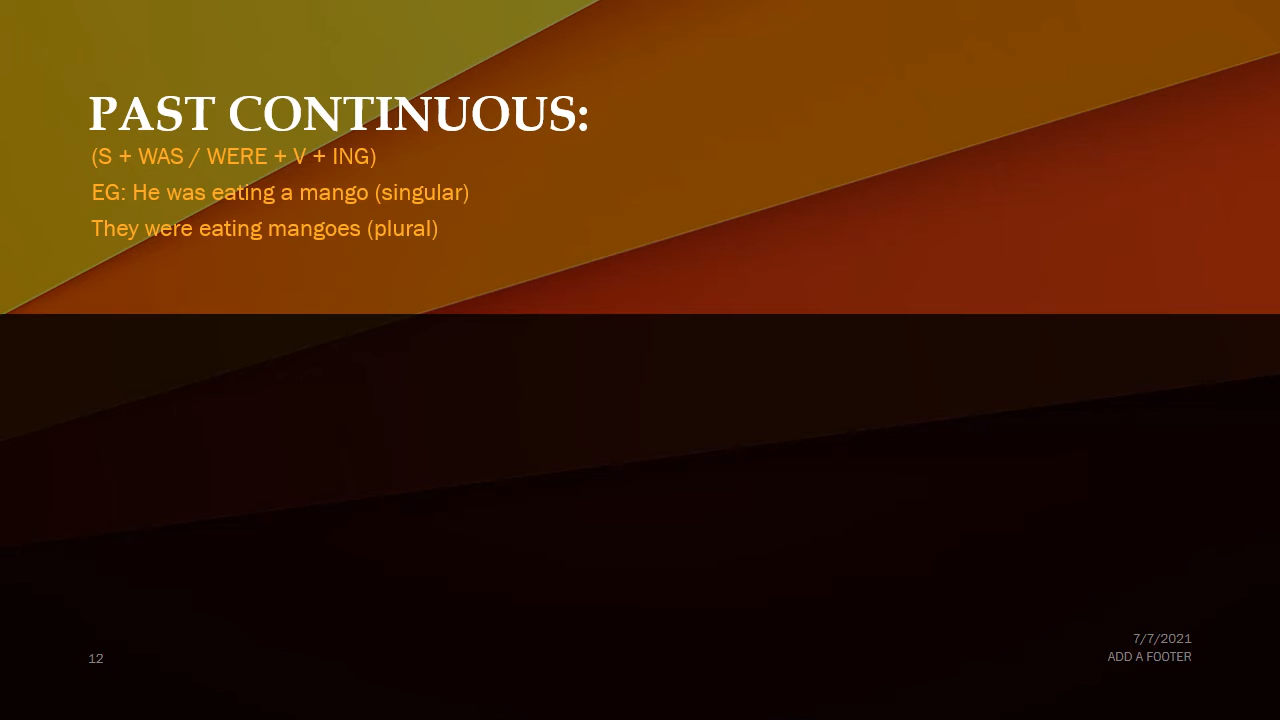 PAST CONTINUOUS:
(S + WAS / WERE + V + ING)
EG: He was eating a mango (singular)
They were eating mangoes (plural)
7/7/2021
12
ADD A FOOTER